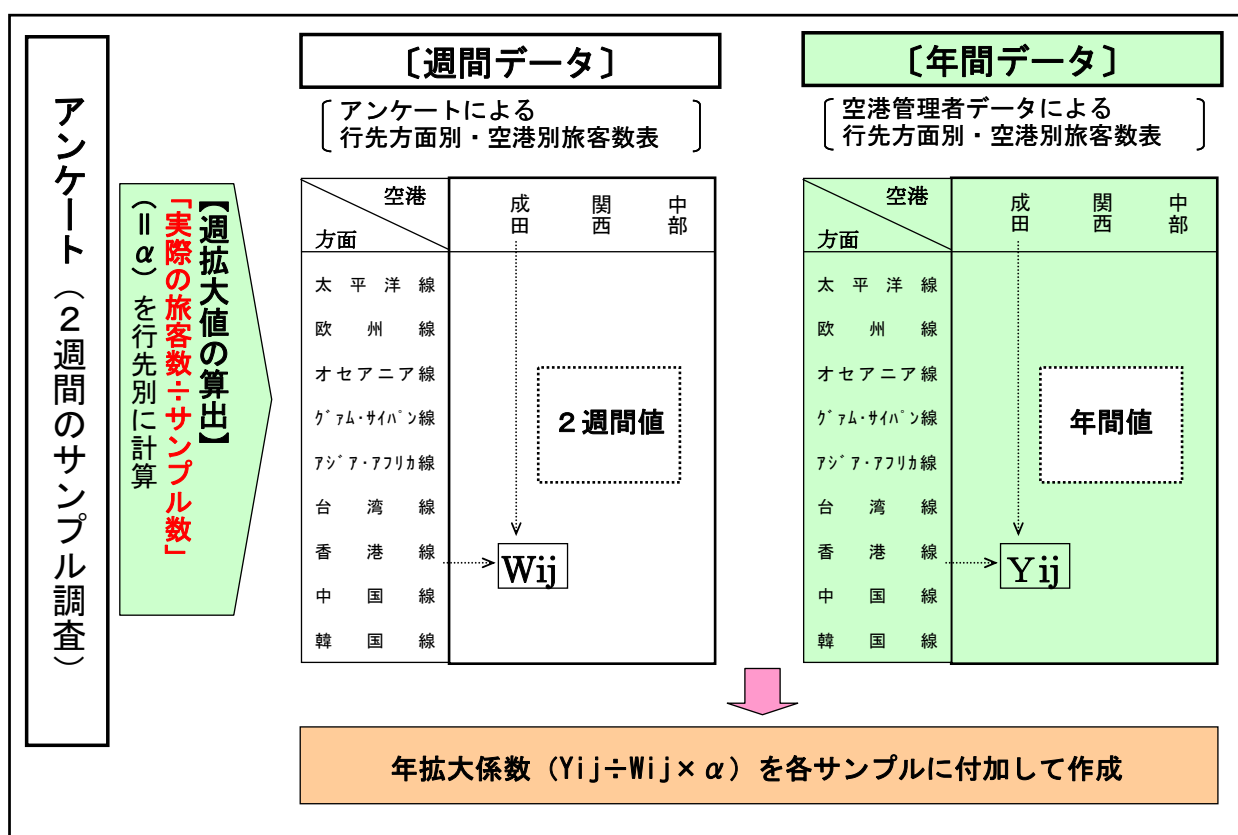 アンケート（２週間のサンプル調査）
【週拡大値の算出】
「実際の旅客数÷サンプル数」
（＝α）を行先別に計算
〔週間データ〕
アンケートによる
行先方面別・空港別旅客数表
空港
方面
成田
関西
中部
太平洋線
欧州線
オセアニア線
ｸﾞｧﾑ･ｻｲﾊﾟﾝ線
ｱｼﾞｱ･ｱﾌﾘｶ線
台湾線
香港線
中国線
韓国線
２週間値
Wij
〔年間データ〕
空港管理者データによる
行先方面別・空港別旅客数表
空港
方面
成田
関西
中部
太平洋線
欧州線
オセアニア線
ｸﾞｧﾑ･ｻｲﾊﾟﾝ線
ｱｼﾞｱ･ｱﾌﾘｶ線
台湾線
香港線
中国線
韓国線
年間値
Ｙij
年拡大係数（Yij÷Wij×α）を各サンプルに付加して作成